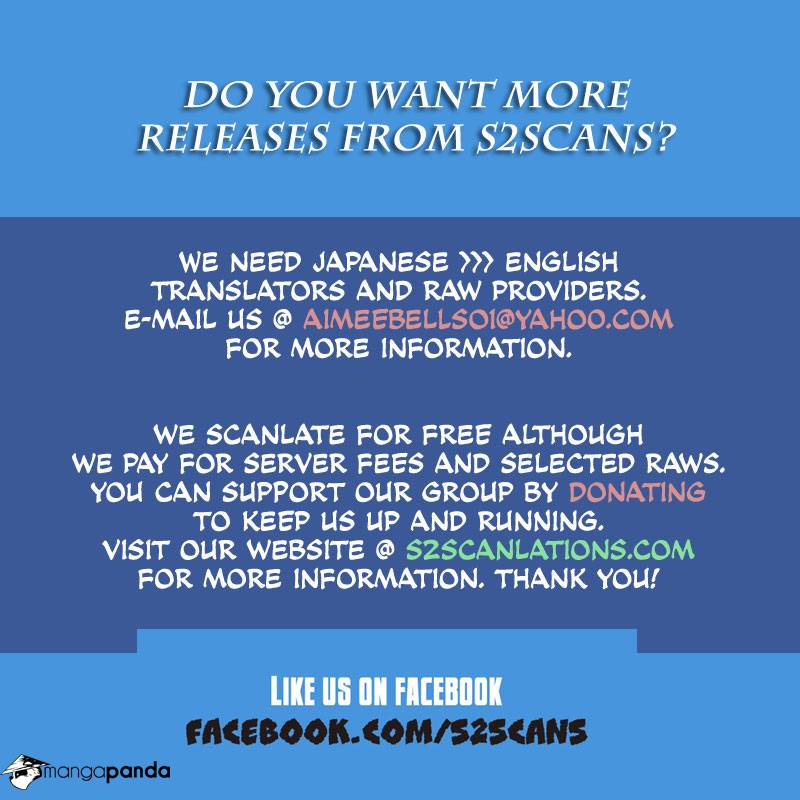 DO YOU WANT MORE
RELEASES FROM S2SCANS?
WE NEED JAPANESE >>> ENGLISH
TRANSLATORS AND RAW PROVIDERS.
E-MAIL US @ AIMEEBELLS01@YAHOO.COM
FOR MORE INFORMATION.
WE SCANLATE FOR FREE ALTHOUGH
WE PAY FOR SERVER FEES AND SELECTED RAWS.
YOU CAN SUPPORT OUR GROUP BY DONATING
TO KEEP US UP AND RUNNING.
VISIT OUR WEBSITE @ S2SCANLATIONS.COM
FOR MORE INFORMATION. THANK YOU!
LIKE US ON FACEBOOK
FACEBOOK.COM/S2SCANS
mangapanda